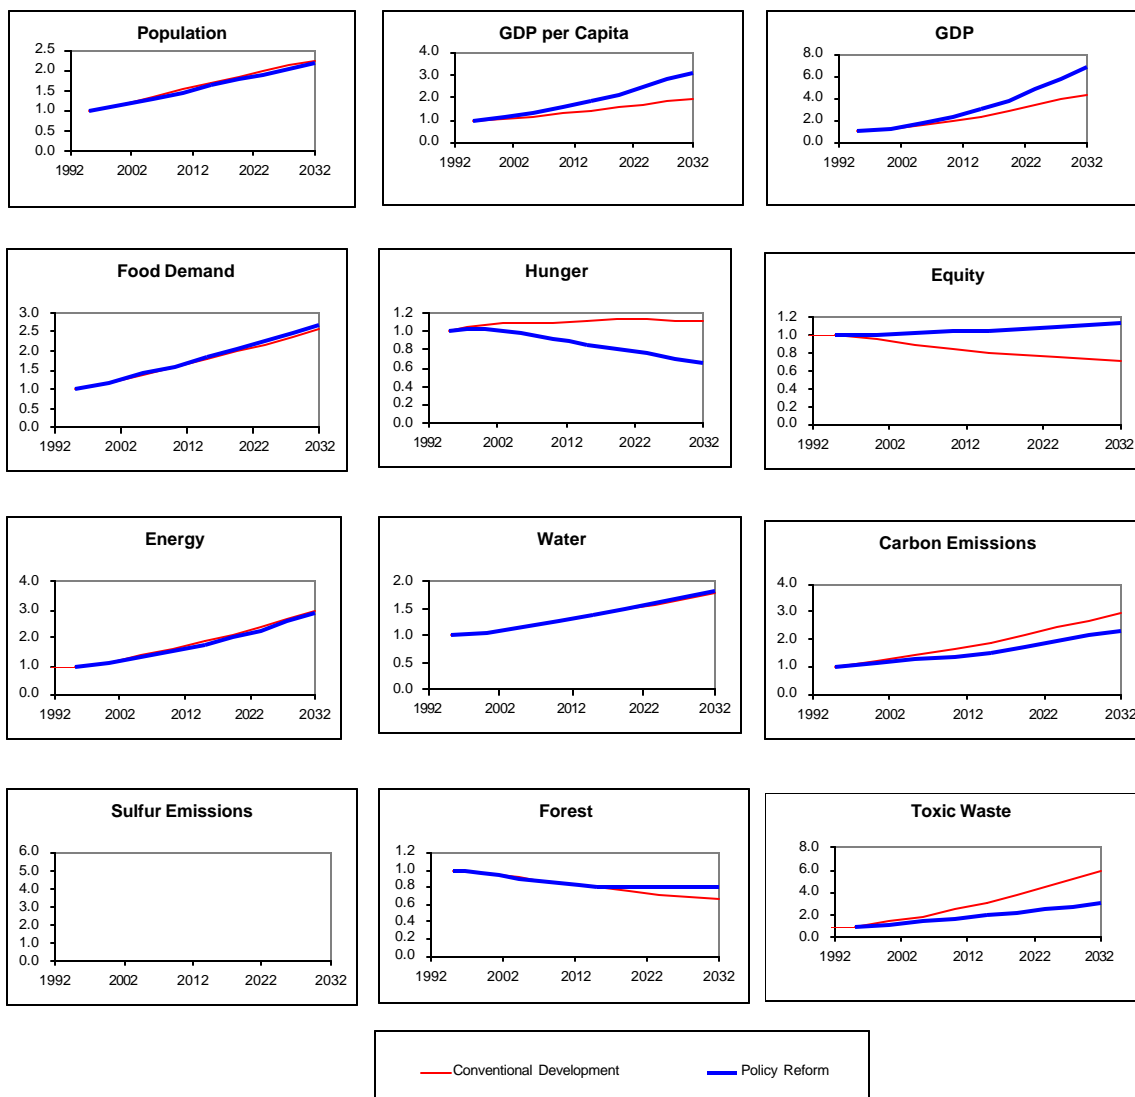 Population
2.5
2.0
1.5
1.0
0.5
0.0
1992 2002 2012 2022 2032
GDP per Capita
4.0
3.0
2.0
1.0
0.0
1992 2002 2012 2022 2032
GDP
8.0
6.0
4.0
2.0
0.0
1992 2002 2012 2022 2032
Food Demand
3.0
2.5
2.0
1.5
1.0
0.5
0.0
1992 2002 2012 2022 2032
Hunger
1.2
1.0
0.8
0.6
0.4
0.2
0.0
1992 2002 2012 2022 2032
Equity
1.2
1.0
0.8
0.6
0.4
0.2
0.0
1992 2002 2012 2022 2032
Energy
4.0
3.0
2.0
1.0
0.0
1992 2002 2012 2022 2032
Water
2.0
1.5
1.0
0.5
0.0
1992 2002 2012 2022 2032
Carbon Emissions
4.0
3.0
2.0
1.0
0.0
1992 2002 2012 2022 2032
Sulfur Emissions
6.0
5.0
4.0
3.0
2.0
1.0
0.0
1992 2002 2012 2022 2032
Forest
1.2
1.0
0.8
0.6
0.4
0.2
0.0
1992 2002 2012 2022 2032
Toxic Waste
8.0
6.0
4.0
2.0
0.0
1992 2002 2012 2022 2032
Conventional Development Policy Reform